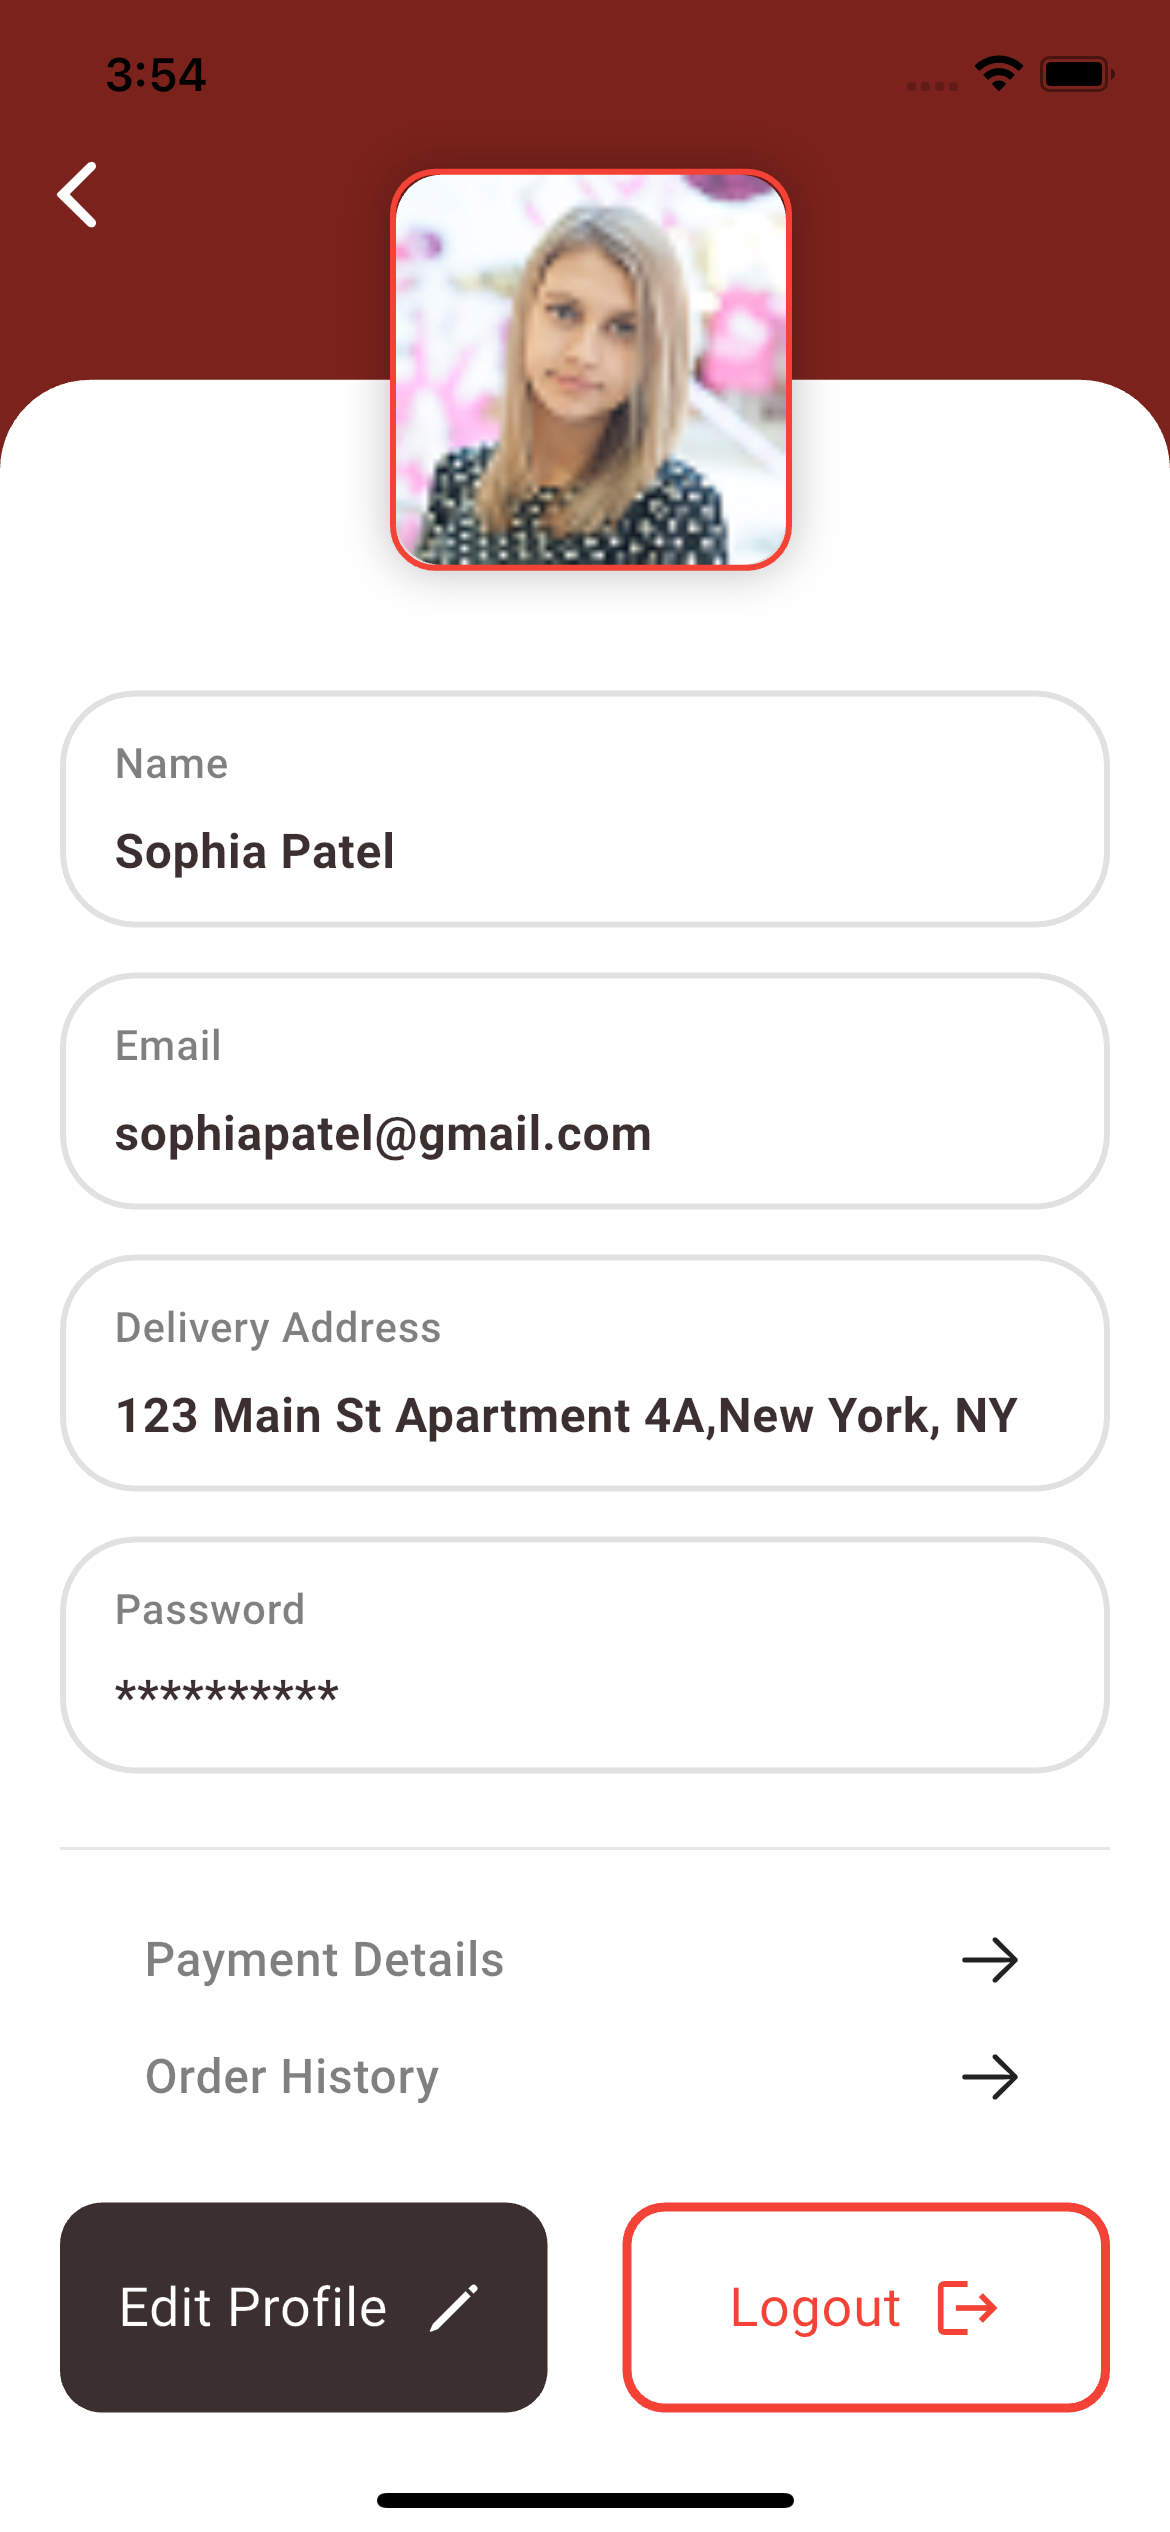 3:54
Name
Sophia Patel
Email
sophiapatel@gmail.com
Delivery Address
123 Main St Apartment 4A,New York, NY
Password
**********
Payment Details
Order History
Edit Profile
Logout